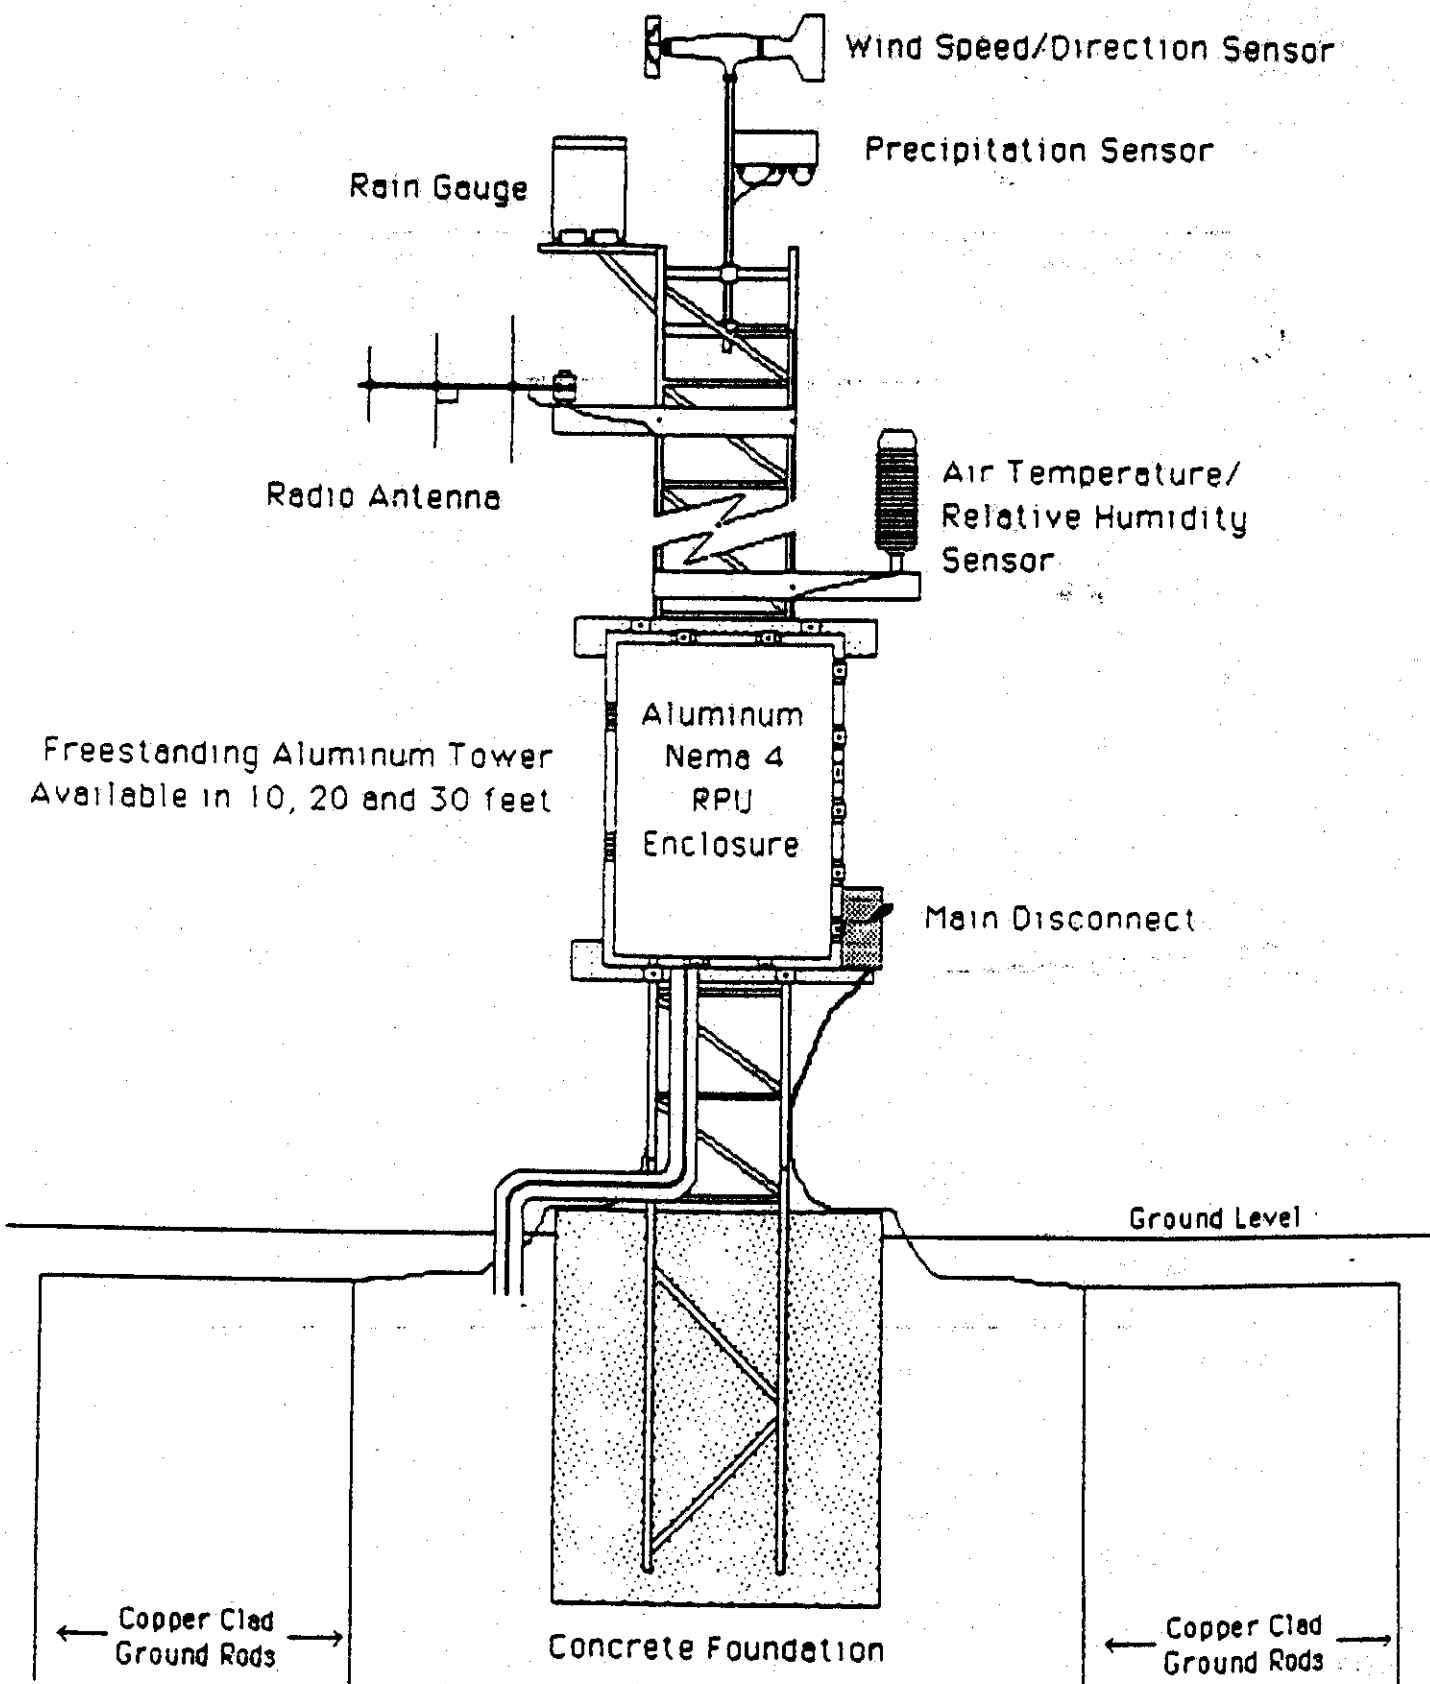 Wind Speed/Direction Sensor
Precipitation Sensor
Rain Gauge
Radio Antenna
Air Temperature/
Relative Humidity
Sensor
Freestanding Aluminum Tower
Available in 10, 20 and 30 feet
Aluminum
Nema 4
RPU
Enclosure
Main Disconnect
Ground Level
Copper Clad
Ground Rods
Concrete Foundation
Copper Clad
Ground Rods